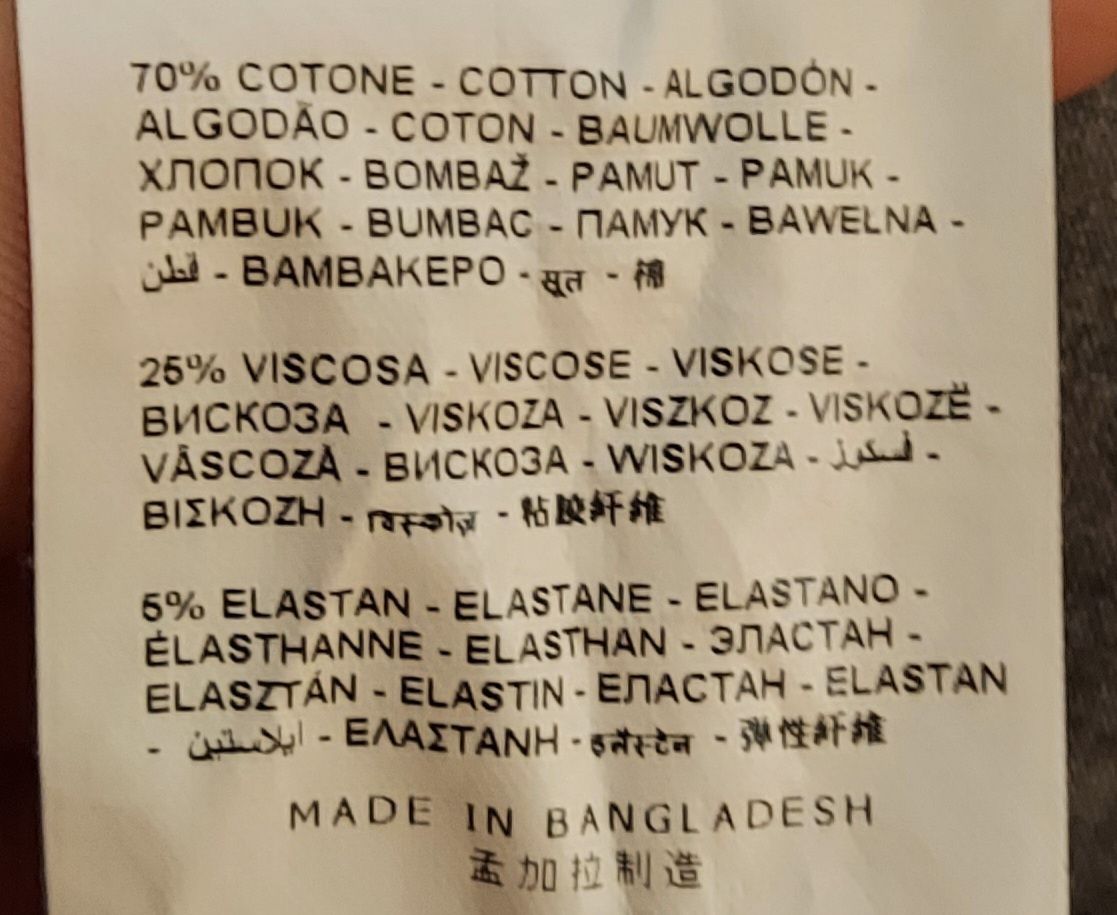 70% COTONE - COTTON - ALGODÓN -
ALGODÃO - COTON - BAUMWOLLE -
ХЛОПОК - BOMBAŽ - PAMUT - PAMUK -
PAMBUK - BUMBAC - ПАМУК - BAWEŁNA -
قطن - BAMBAKEPO - सूत - 棉
25% VISCOSA - VISCOSE - VISKOSE -
ВИСКОЗА - VISKOZA - VISZKOZ - VISKOZË -
VÂSCOZĂ - ВИСКОЗА - WISKOZA - فسكرز -
ΒΙΣΚΟΖΗ - विस्कोज़ - 粘胶纤维
5% ELASTAN - ELASTANE - ELASTANO -
ÉLASTHANNE - ELASTHAN - ЭЛАСТАН -
ELASZTÁN - ELASTIN - ЕЛАСТАН - ELASTAN
- ايلاستين - ΕΛΑΣΤΑΝΗ - इलॅस्टेन - 弹性纤维
MADE IN BANGLADESH
孟加拉制造